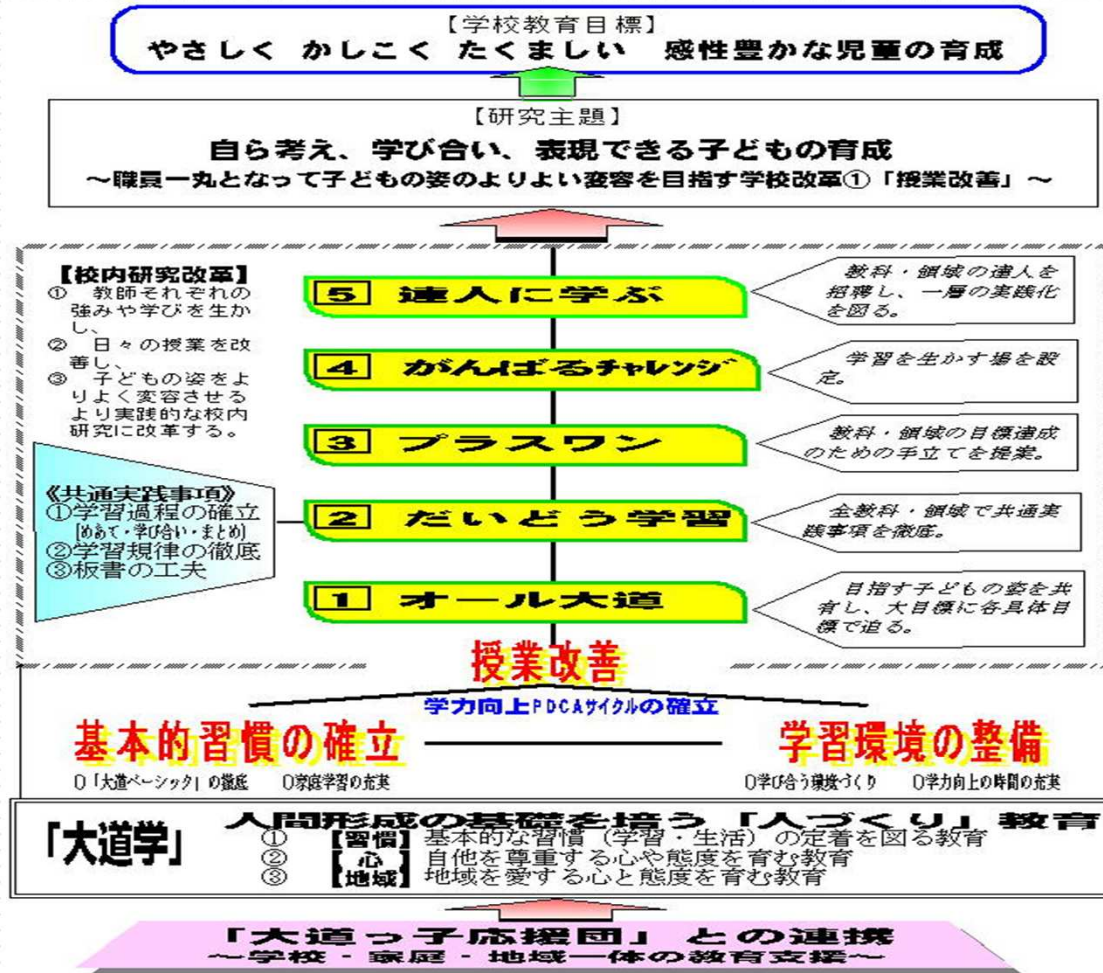 【学校教育目標】
やさしく かしこく たくましい 感性豊かな児童の育成
【研究主題】
自ら考え、学び合い、表現できる子どもの育成
～職員一丸となって子どもの姿のよりよい変容を目指す学校改革①「授業改善」～
【校内研究改革】
① 教師それぞれの
強みや学びを生か
し、
② 日々の授業を改
善し、
③ 子どもの姿をよ
りよく変容させる
より実践的な校内
研究に改革する。
《共通実践事項》
①学習過程の確立
[めあて・学び合い・まとめ]
②学習規律の徹底
③板書の工夫
5 達人に学ぶ
教科・領域の達人を
招聘し、一層の実践化
を図る。
4 がんばるチャレンジ
学習を生かす場を設
定。
3 プラスワン
教科・領域の目標達成
のための手立てを提案。
2 だいどう学習
全教科・領域で共通実
践事項を徹底。
1 オール大道
目指す子どもの姿を共
有し、大目標に各具体目
標で迫る。
授業改善
学力向上PDCAサイクルの確立
基本的習慣の確立
学習環境の整備
○「大道ベーシック」の徹底 ○家庭学習の充実
○学び合う環境づくり ○学力向上の時間の充実
「大道学」
人間形成の基礎を培う「人づくり」教育
① 【習慣】 基本的な習慣（学習・生活）の定着を図る教育
② 【心】 自他を尊重する心や態度を育む教育
③ 【地域】 地域を愛する心と態度を育む教育
「大道っ子応援団」との連携
～学校・家庭・地域一体の教育支援～